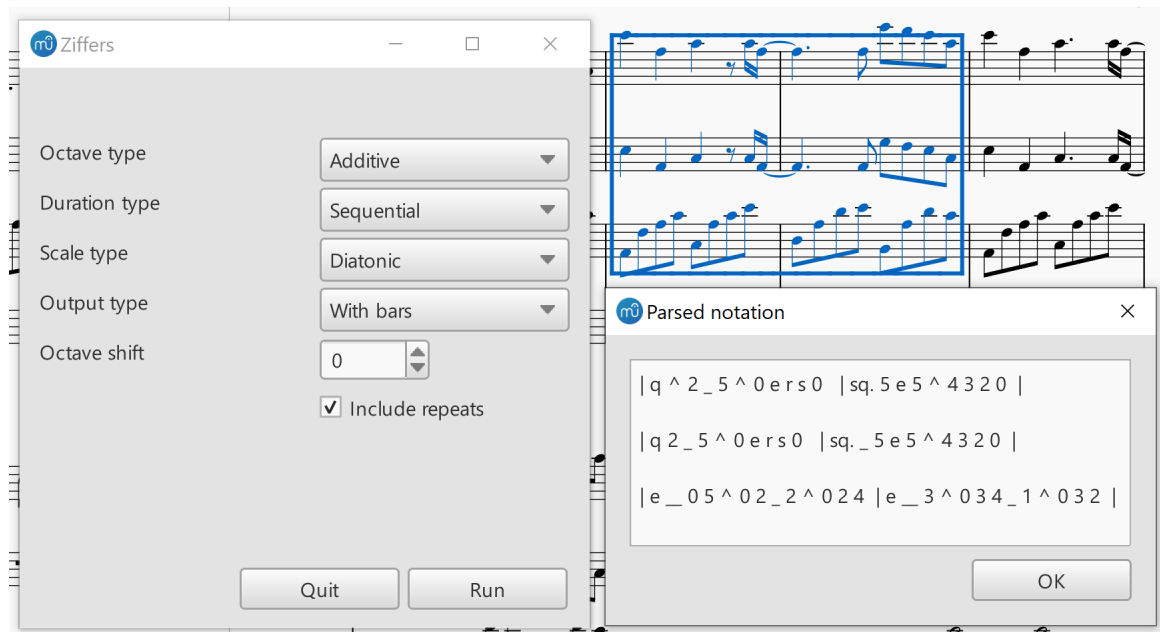 Ziffers
Octave type
Additive
Duration type
Sequential
Scale type
Diatonic
Output type
With bars
Octave shift
0
Include repeats
Quit
Run
Parsed notation
| q ^ 2 _ 5 ^ 0 e r s 0 | sq. 5 e 5 ^ 4 3 2 0 |
| q 2 _ 5 ^ 0 e r s 0 | sq. _ 5 e 5 ^ 4 3 2 0 |
| e __ 0 5 ^ 0 2 _ 2 ^ 0 2 4 | e __ 3 ^ 0 3 4 _ 1 ^ 0 3 2 |
OK